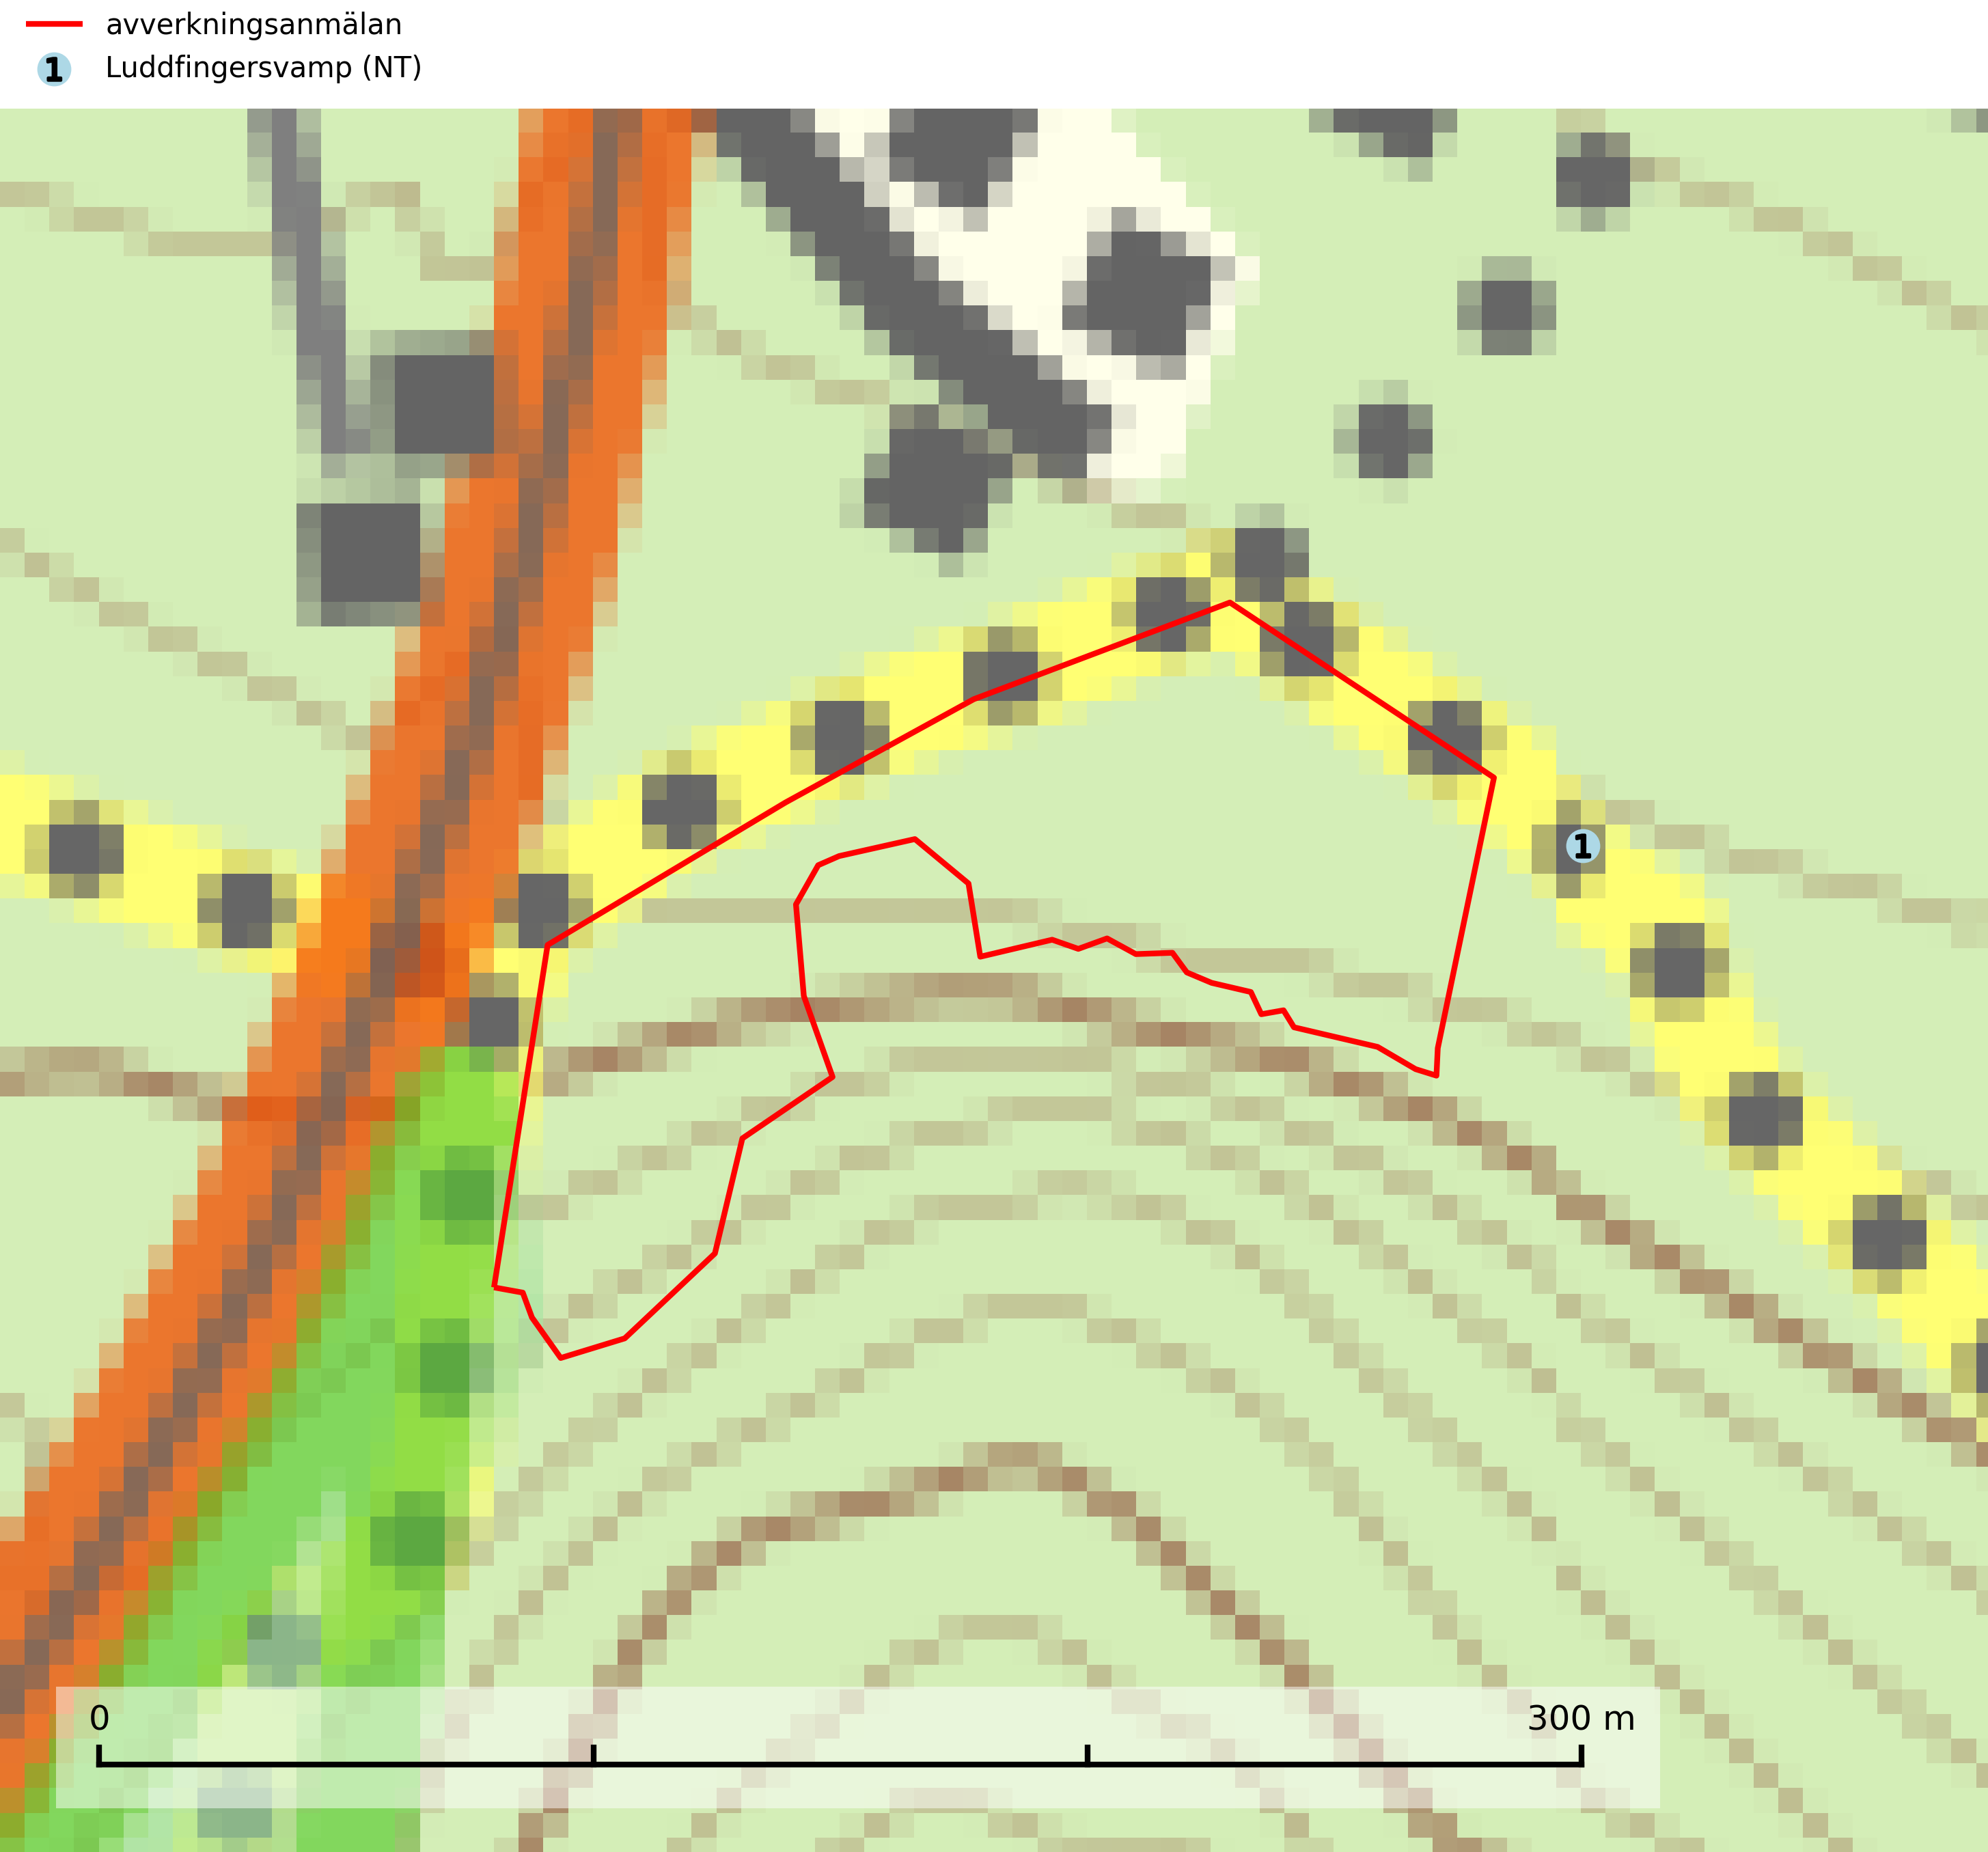 avverkningsanmälan
1 Luddfingersvamp (NT)
1
0 300 m